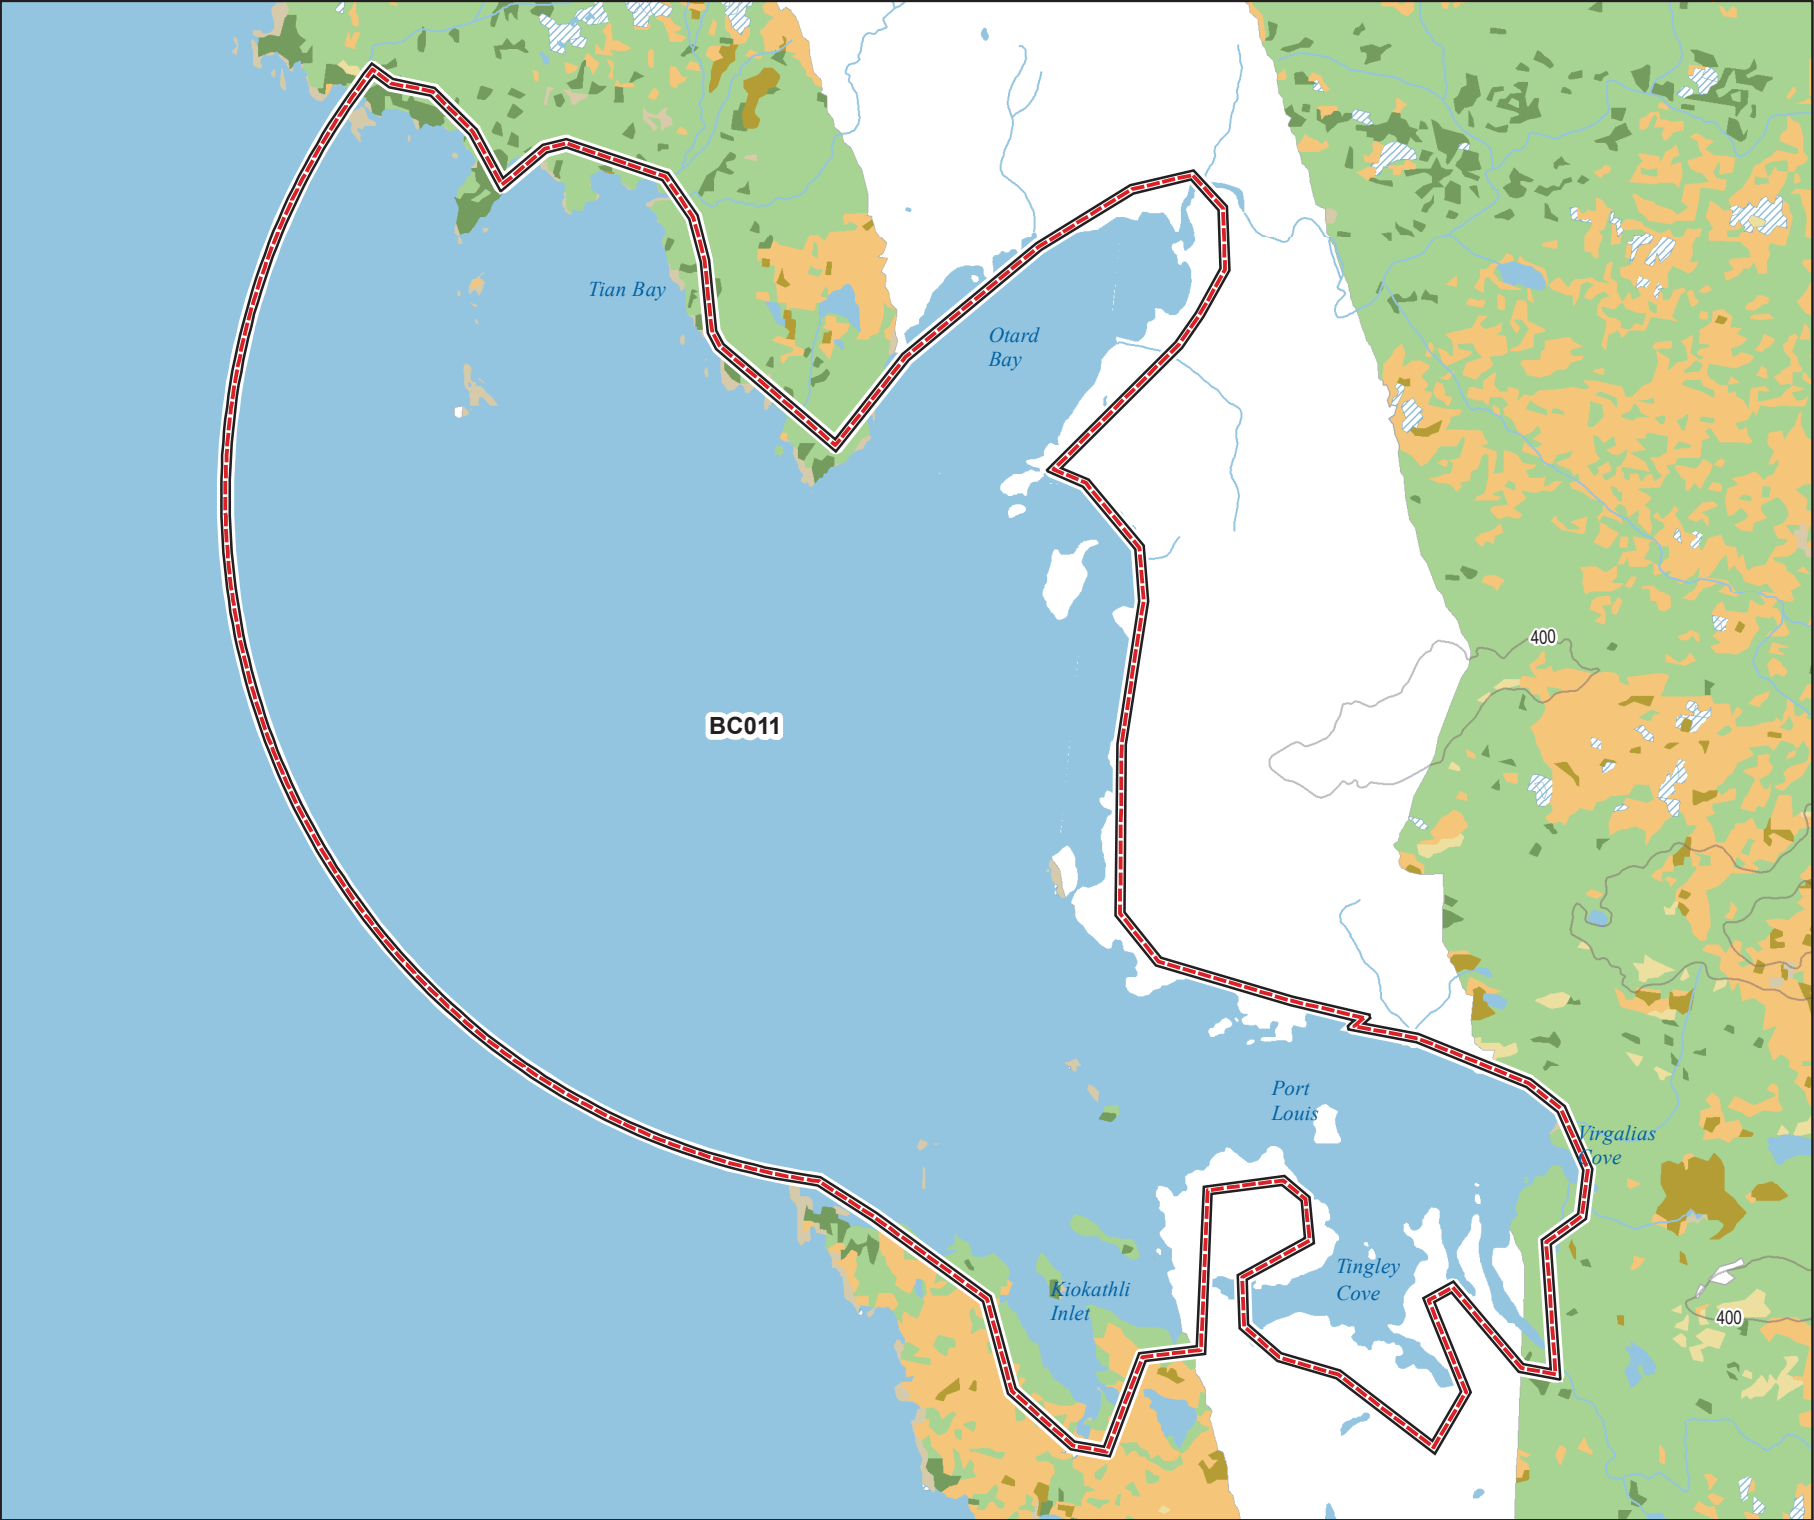 Tian Bay
Otard
Bay
400
BC011
Port
Louis
Virgalias
Cove
Tingley
Cove
Kiokathli
Inlet
400